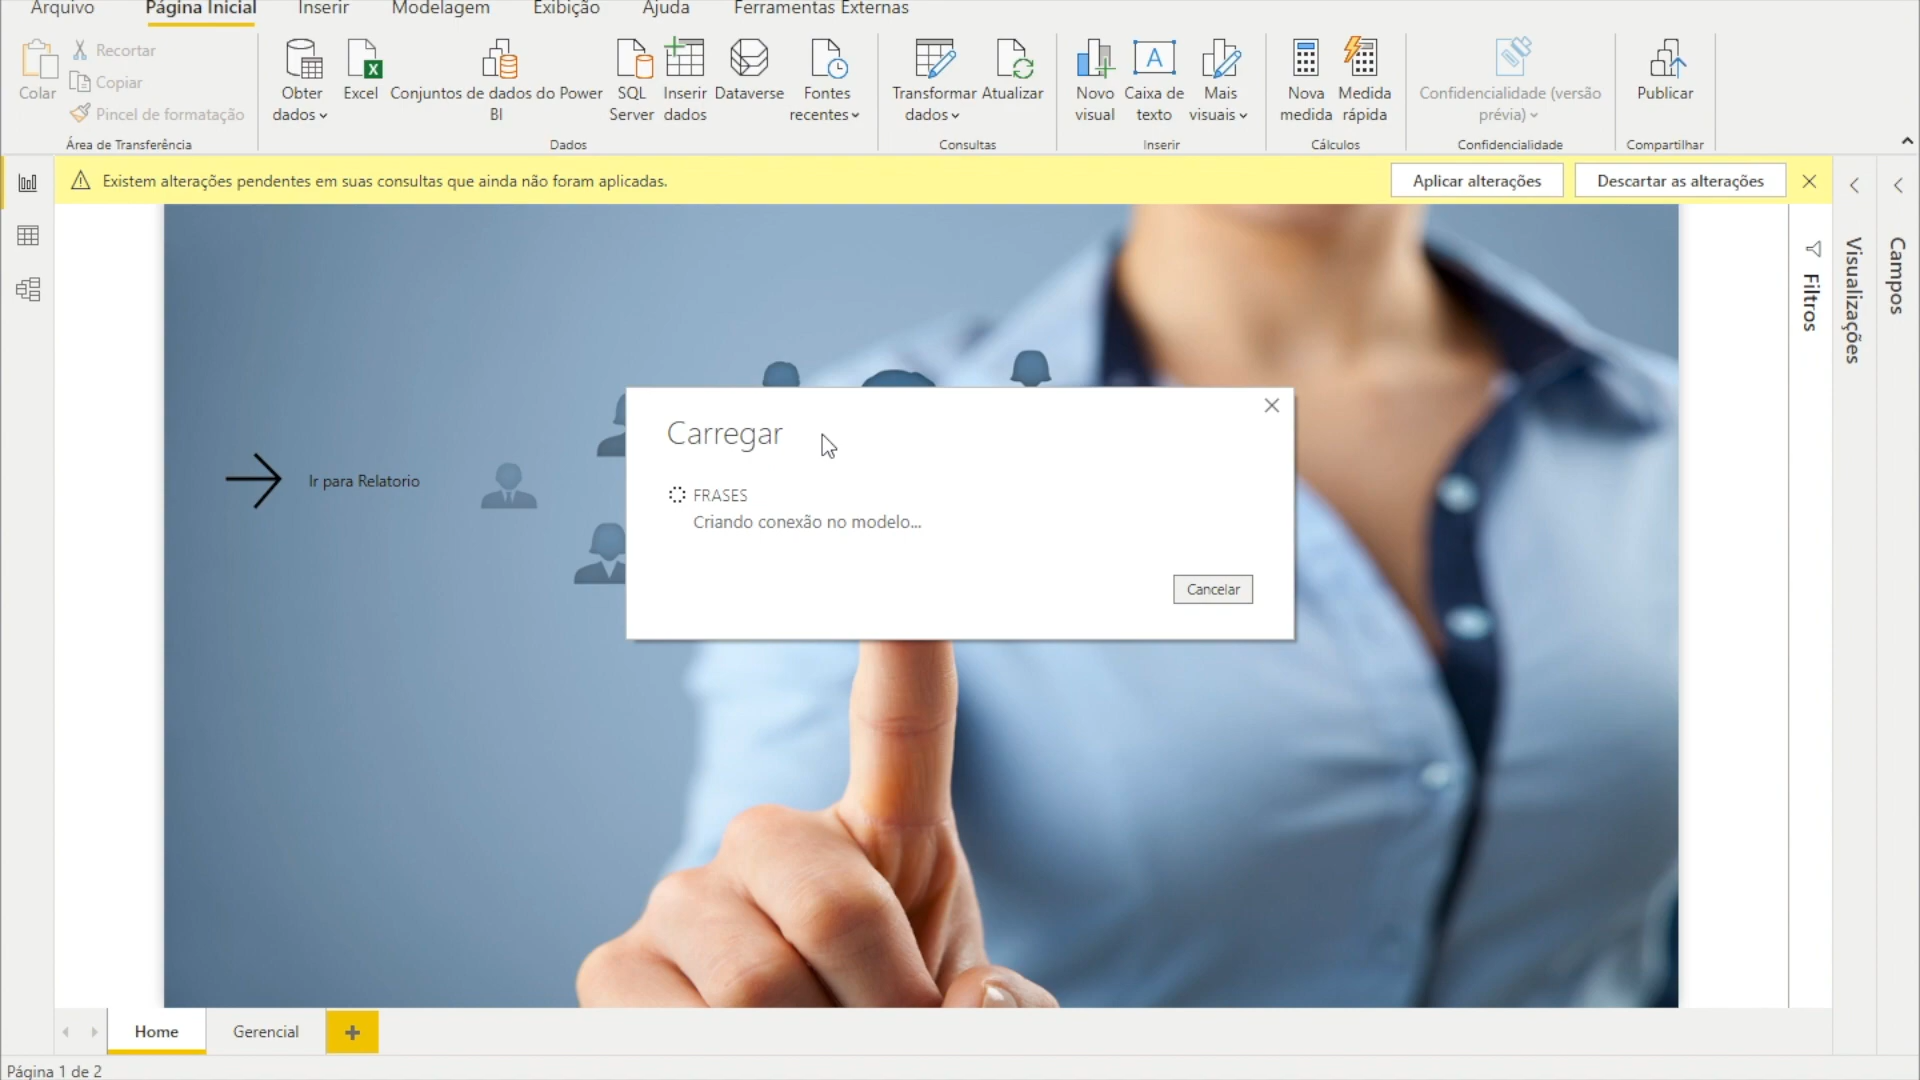 Arquivo Página Inicial Inserir Modelagem Exibição Ajuda Ferramentas Externas
Colar
Recortar
Copiar
Pincel de formatação
Área de Transferência
Obter dados
Excel
Conjuntos de dados do Power BI
SQL Server
Inserir dados
Dataverse
Fontes recentes
Dados
Transformar dados
Atualizar
Consultas
Novo visual
Caixa de texto
Mais visuais
Inserir
Nova medida
Medida rápida
Cálculos
Confidencialidade (versão prévia)
Confidencialidade
Publicar
Compartilhar
Existem alterações pendentes em suas consultas que ainda não foram aplicadas.
Aplicar alterações
Descartar as alterações
Filtros
Visualizações
Campos
Ir para Relatorio
Carregar
FRASES
Criando conexão no modelo...
Cancelar
Home
Gerencial
Página 1 de 2